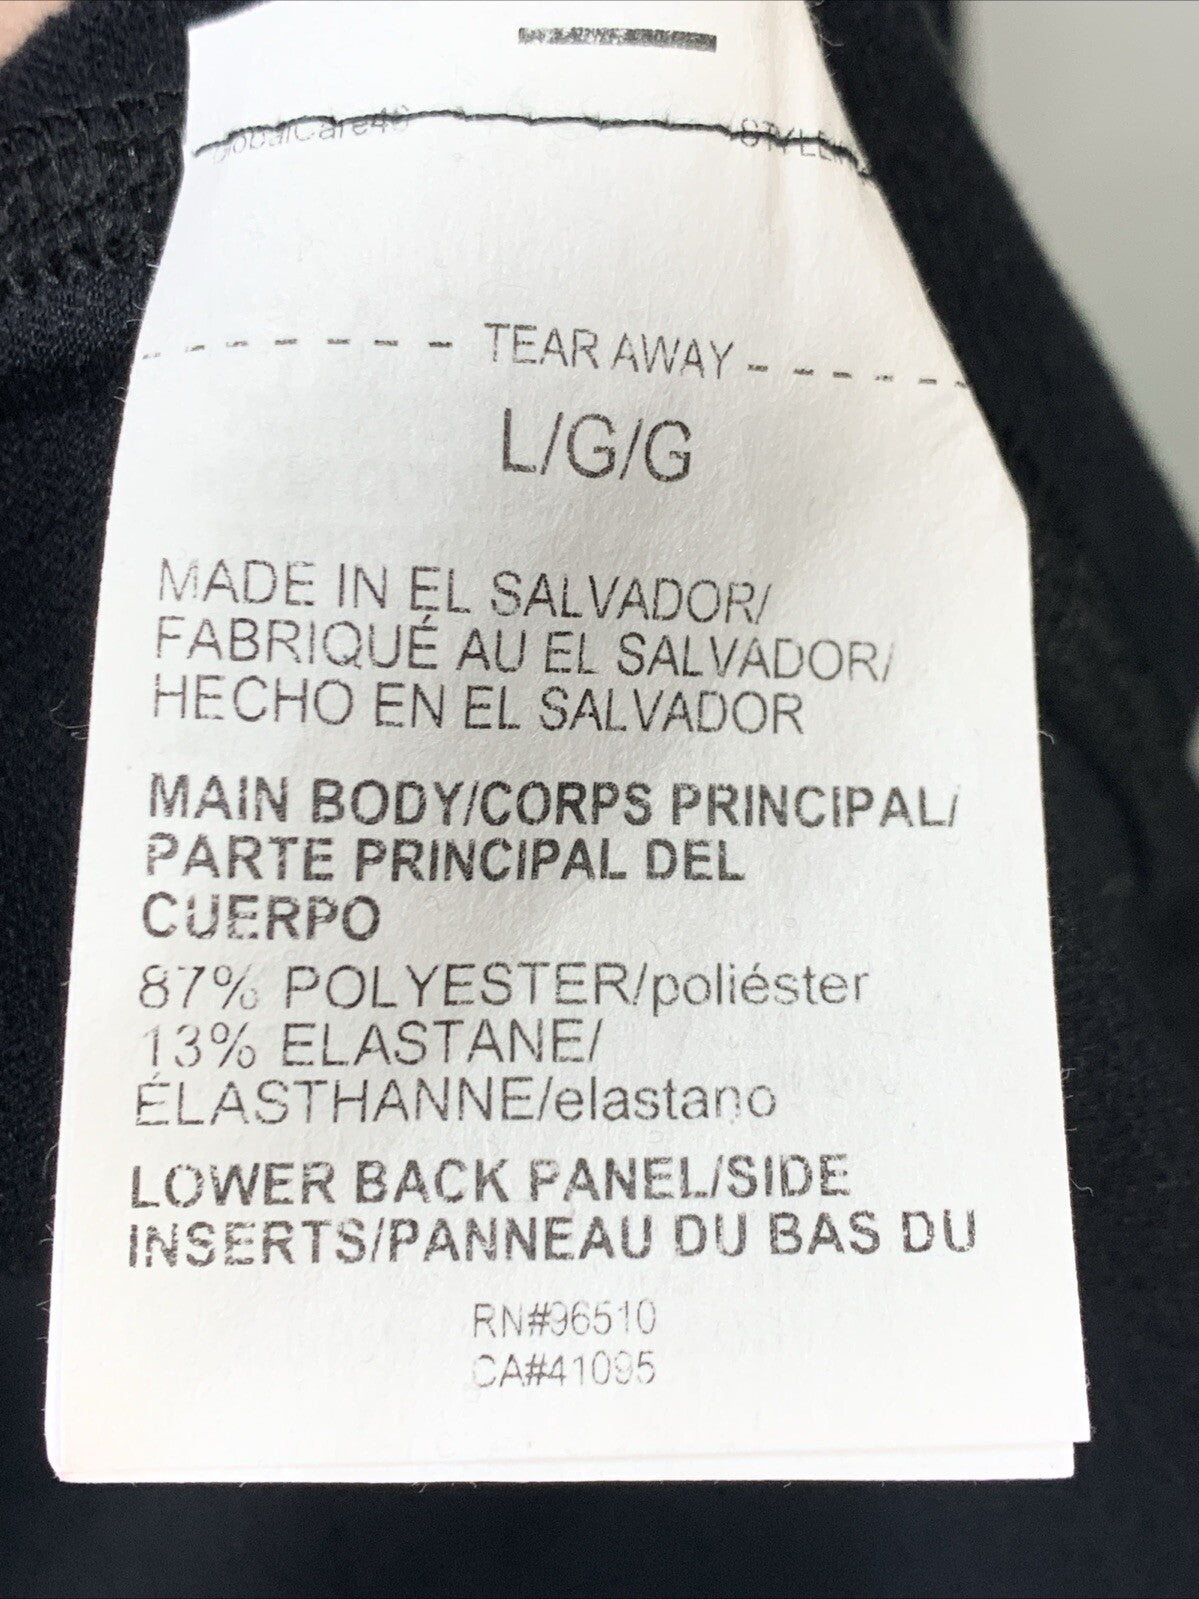 GlobalCare4
TEAR AWAY
L/G/G
MADE IN EL SALVADOR/
FABRIQUÉ AU EL SALVADOR/
HECHO EN EL SALVADOR
MAIN BODY/CORPS PRINCIPAL/
PARTE PRINCIPAL DEL
CUERPO
87% POLYESTER/poliéster
13% ELASTANE/
ÉLASTHANNE/elastano
LOWER BACK PANEL/SIDE
INSERTS/PANNEAU DU BAS DU
RN#96510
CA#41095